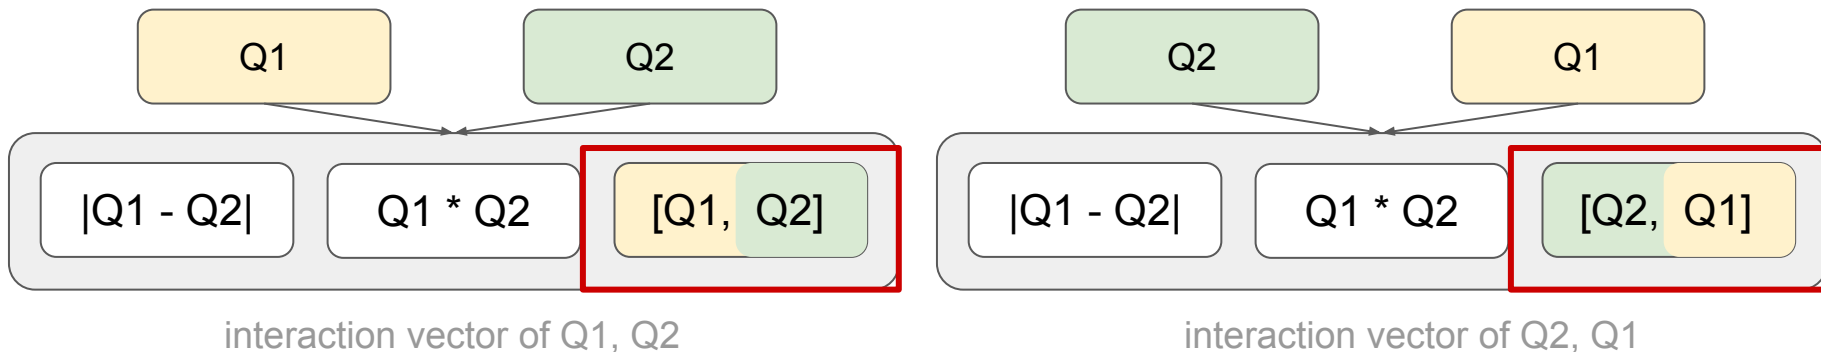 Q1
Q2
|Q1 - Q2|
Q1 * Q2
[Q1, Q2]
interaction vector of Q1, Q2
Q2
Q1
|Q1 - Q2|
Q1 * Q2
[Q2, Q1]
interaction vector of Q2, Q1